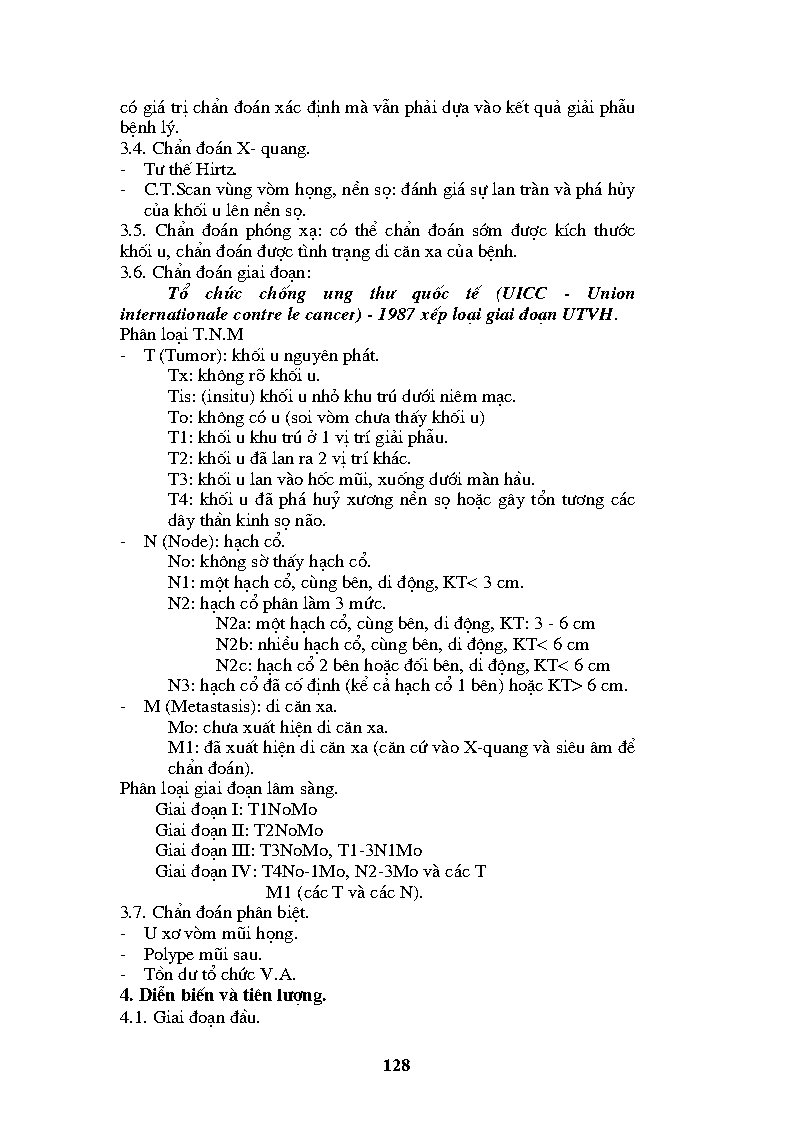 có giá trị chẩn đoán xác định mà vẫn phải dựa vào kết quả giải phẫu
bệnh lý.
3.4. Chẩn đoán X- quang.
- Tư thế Hirtz.
- C.T.Scan vùng vòm họng, nền sọ: đánh giá sự lan tràn và phá hủy
của khối u lên nền sọ.
3.5. Chẩn đoán phóng xạ: có thể chẩn đoán sớm được kích thước
khối u, chẩn đoán được tình trạng di căn xa của bệnh.
3.6. Chẩn đoán giai đoạn:
Tổ chức chống ung thư quốc tế (UICC - Union
internationale contre le cancer) - 1987 xếp loại giai đoạn UTVH.
Phân loại T.N.M
- T (Tumor): khối u nguyên phát.
Tx: không rõ khối u.
Tis: (insitu) khối u nhỏ khu trú dưới niêm mạc.
To: không có u (soi vòm chưa thấy khối u)
T1: khối u khu trú ở 1 vị trí giải phẫu.
T2: khối u đã lan ra 2 vị trí khác.
T3: khối u lan vào hốc mũi, xuống dưới màn hầu.
T4: khối u đã phá huỷ xương nền sọ hoặc gây tổn tương các
dây thần kinh sọ não.
- N (Node): hạch cổ.
No: không sờ thấy hạch cổ.
N1: một hạch cổ, cùng bên, di động, KT< 3 cm.
N2: hạch cổ phân lầm 3 mức.
N2a: một hạch cổ, cùng bên, di động, KT: 3 - 6 cm
N2b: nhiều hạch cổ, cùng bên, di động, KT< 6 cm
N2c: hạch cổ 2 bên hoặc đối bên, di động, KT< 6 cm
N3: hạch cổ đã cố định (kể cả hạch cổ 1 bên) hoặc KT> 6 cm.
- M (Metastasis): di căn xa.
Mo: chưa xuất hiện di căn xa.
M1: đã xuất hiện di căn xa (căn cứ vào X-quang và siêu âm để
chẩn đoán).
Phân loại giai đoạn lâm sàng.
Giai đoạn I: T1NoMo
Giai đoạn II: T2NoMo
Giai đoạn III: T3NoMo, T1-3N1Mo
Giai đoạn IV: T4No-1Mo, N2-3Mo và các T
M1 (các T và các N).
3.7. Chẩn đoán phân biệt.
- U xơ vòm mũi họng.
- Polype mũi sau.
- Tồn dư tổ chức V.A.
4. Diễn biến và tiên lượng.
4.1. Giai đoạn đầu.
128